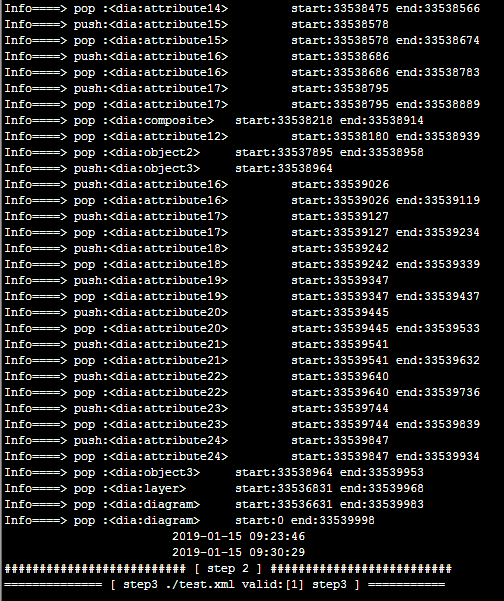 Info====> pop :<dia:attribute14> start:33538475 end:33538566
Info====> push:<dia:attribute15> start:33538578
Info====> pop :<dia:attribute15> start:33538578 end:33538674
Info====> push:<dia:attribute16> start:33538686
Info====> pop :<dia:attribute16> start:33538686 end:33538783
Info====> push:<dia:attribute17> start:33538795
Info====> pop :<dia:attribute17> start:33538795 end:33538889
Info====> pop :<dia:composite> start:33538218 end:33538914
Info====> pop :<dia:attribute12> start:33538180 end:33538939
Info====> pop :<dia:object2> start:33537895 end:33538958
Info====> push:<dia:object3> start:33538964
Info====> push:<dia:attribute16> start:33539026
Info====> pop :<dia:attribute16> start:33539026 end:33539119
Info====> push:<dia:attribute17> start:33539127
Info====> pop :<dia:attribute17> start:33539127 end:33539234
Info====> push:<dia:attribute18> start:33539242
Info====> pop :<dia:attribute18> start:33539242 end:33539339
Info====> push:<dia:attribute19> start:33539347
Info====> pop :<dia:attribute19> start:33539347 end:33539437
Info====> push:<dia:attribute20> start:33539445
Info====> pop :<dia:attribute20> start:33539445 end:33539533
Info====> push:<dia:attribute21> start:33539541
Info====> pop :<dia:attribute21> start:33539541 end:33539632
Info====> push:<dia:attribute22> start:33539640
Info====> pop :<dia:attribute22> start:33539640 end:33539736
Info====> push:<dia:attribute23> start:33539744
Info====> pop :<dia:attribute23> start:33539744 end:33539839
Info====> push:<dia:attribute24> start:33539847
Info====> pop :<dia:attribute24> start:33539847 end:33539934
Info====> pop :<dia:object3> start:33538964 end:33539953
Info====> pop :<dia:layer> start:33536831 end:33539968
Info====> pop :<dia:diagram> start:33536631 end:33539983
Info====> pop :<dia:diagram> start:0 end:33539998
2019-01-15 09:23:46
2019-01-15 09:30:29
########################## [ step 2 ] ##########################
============== [ step3 ./test.xml valid:[1] step3 ] ===========